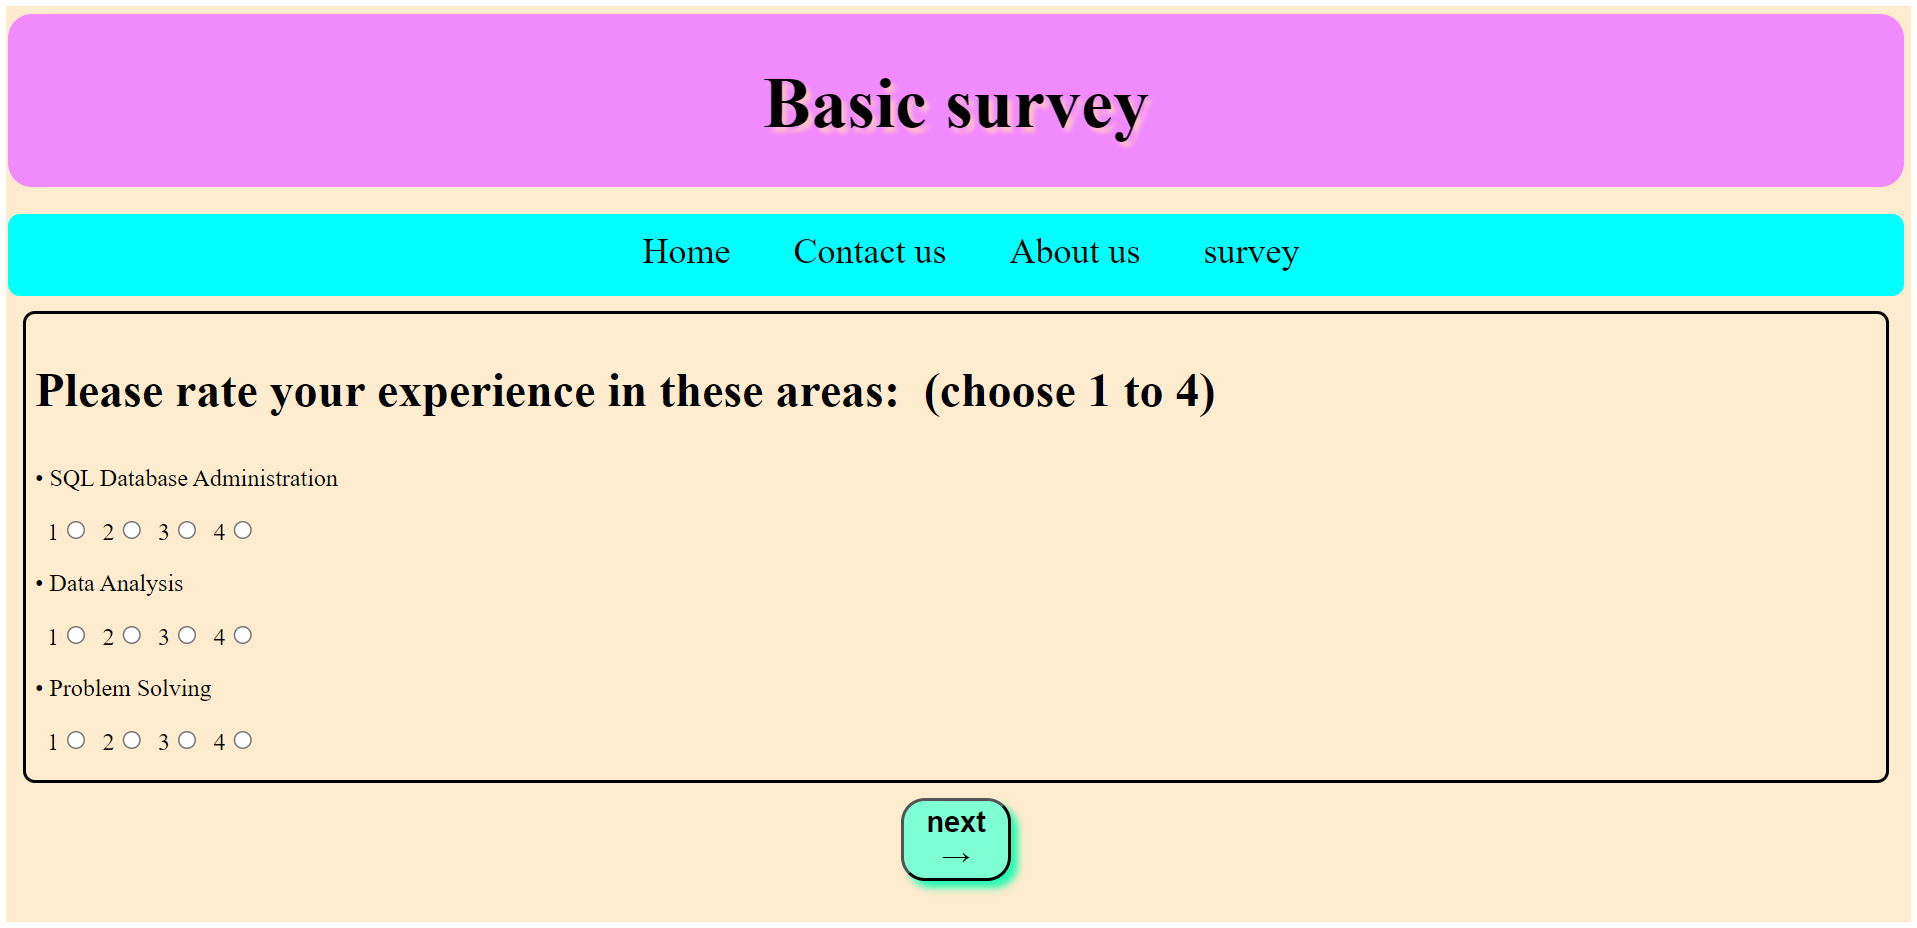 Basic survey
Home Contact us About us survey
Please rate your experience in these areas: (choose 1 to 4)
• SQL Database Administration
1 2 3 4
• Data Analysis
1 2 3 4
• Problem Solving
1 2 3 4
next
→